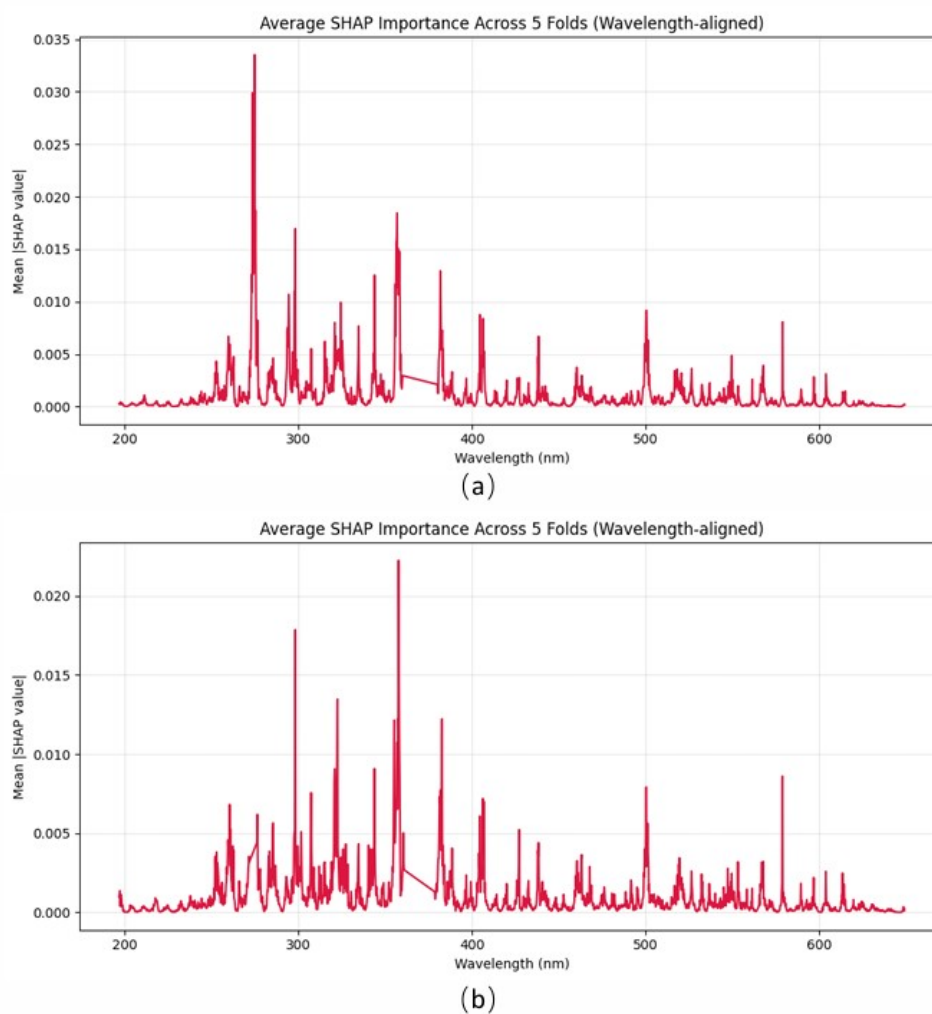 Average SHAP Importance Across 5 Folds (Wavelength-aligned)
0.035
0.030
0.025
0.020
0.015
0.010
0.005
0.000
Mean |SHAP value|
200 300 400 500 600
Wavelength (nm)
(a)
Average SHAP Importance Across 5 Folds (Wavelength-aligned)
0.020
0.015
0.010
0.005
0.000
Mean |SHAP value|
200 300 400 500 600
Wavelength (nm)
(b)